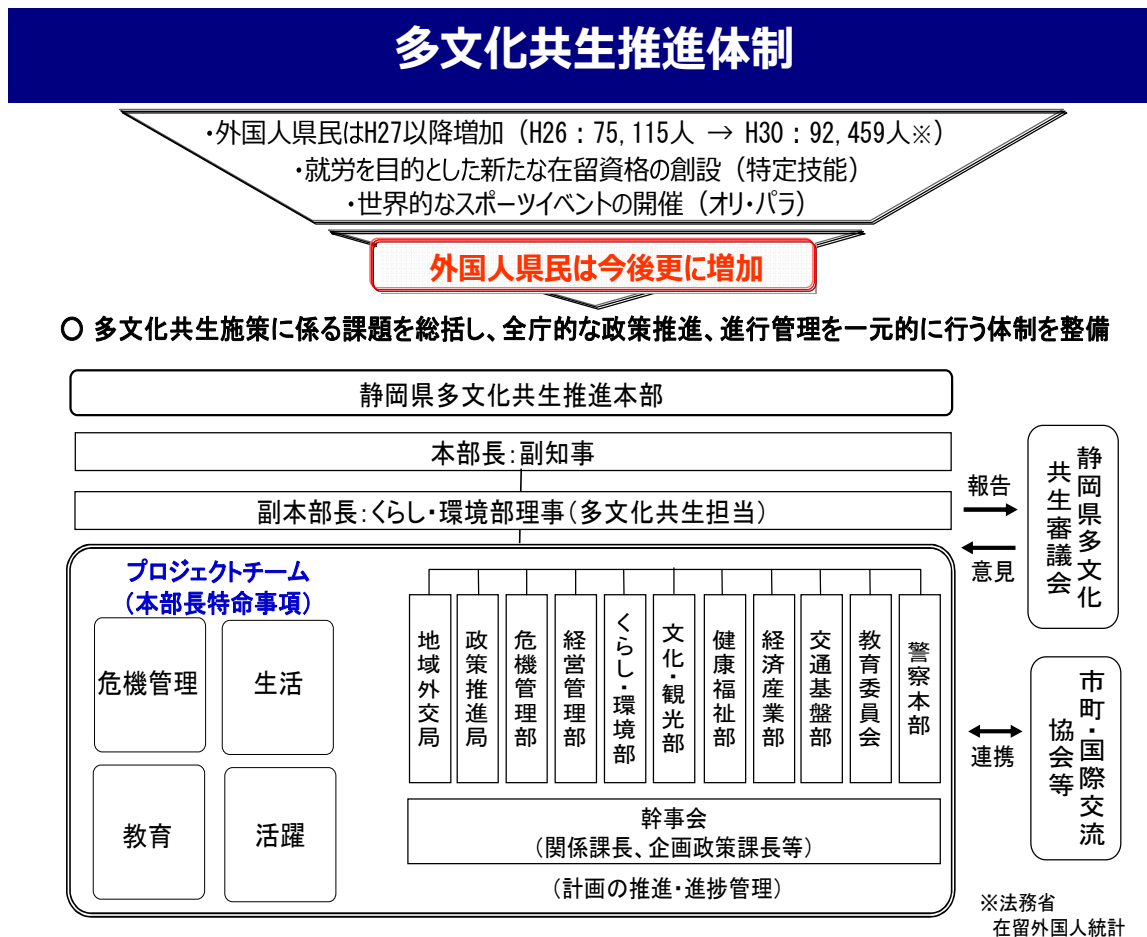 多文化共生推進体制
・外国人県民はH27以降増加（H26：75,115人 → H30：92,459人※）
・就労を目的とした新たな在留資格の創設（特定技能）
・世界的なスポーツイベントの開催（オリ・パラ）
外国人県民は今後更に増加
○ 多文化共生施策に係る課題を総括し、全庁的な政策推進、進行管理を一元的に行う体制を整備
静岡県多文化共生推進本部
本部長：副知事
副本部長：くらし・環境部理事（多文化共生担当）
プロジェクトチーム
（本部長特命事項）
危機管理
生活
教育
活躍
地域外交局
政策推進局
危機管理部
経営管理部
くらし・環境部
文化・観光部
健康福祉部
経済産業部
交通基盤部
教育委員会
警察本部
幹事会
（関係課長、企画政策課長等）
（計画の推進・進捗管理）
報告
意見
静岡県多文化
共生審議会
連携
市町・国際交流
協会等
※法務省
在留外国人統計